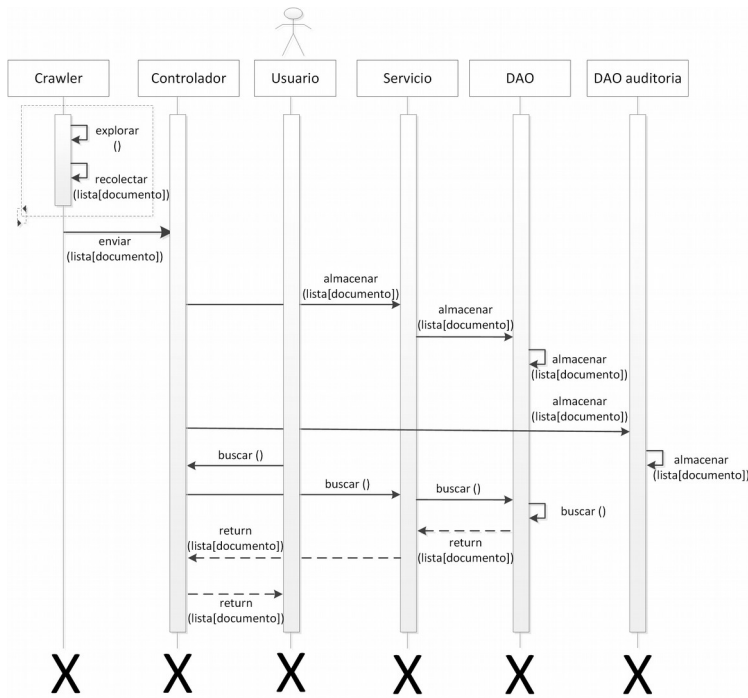 Crawler
Controlador
Usuario
Servicio
DAO
DAO auditoria
explorar
()
recolectar
(lista[documento])
enviar
(lista[documento])
almacenar
(lista[documento])
almacenar
(lista[documento])
almacenar
(lista[documento])
almacenar
(lista[documento])
almacenar
(lista[documento])
buscar ()
buscar ()
buscar ()
buscar ()
return
(lista[documento])
return
(lista[documento])
return
(lista[documento])